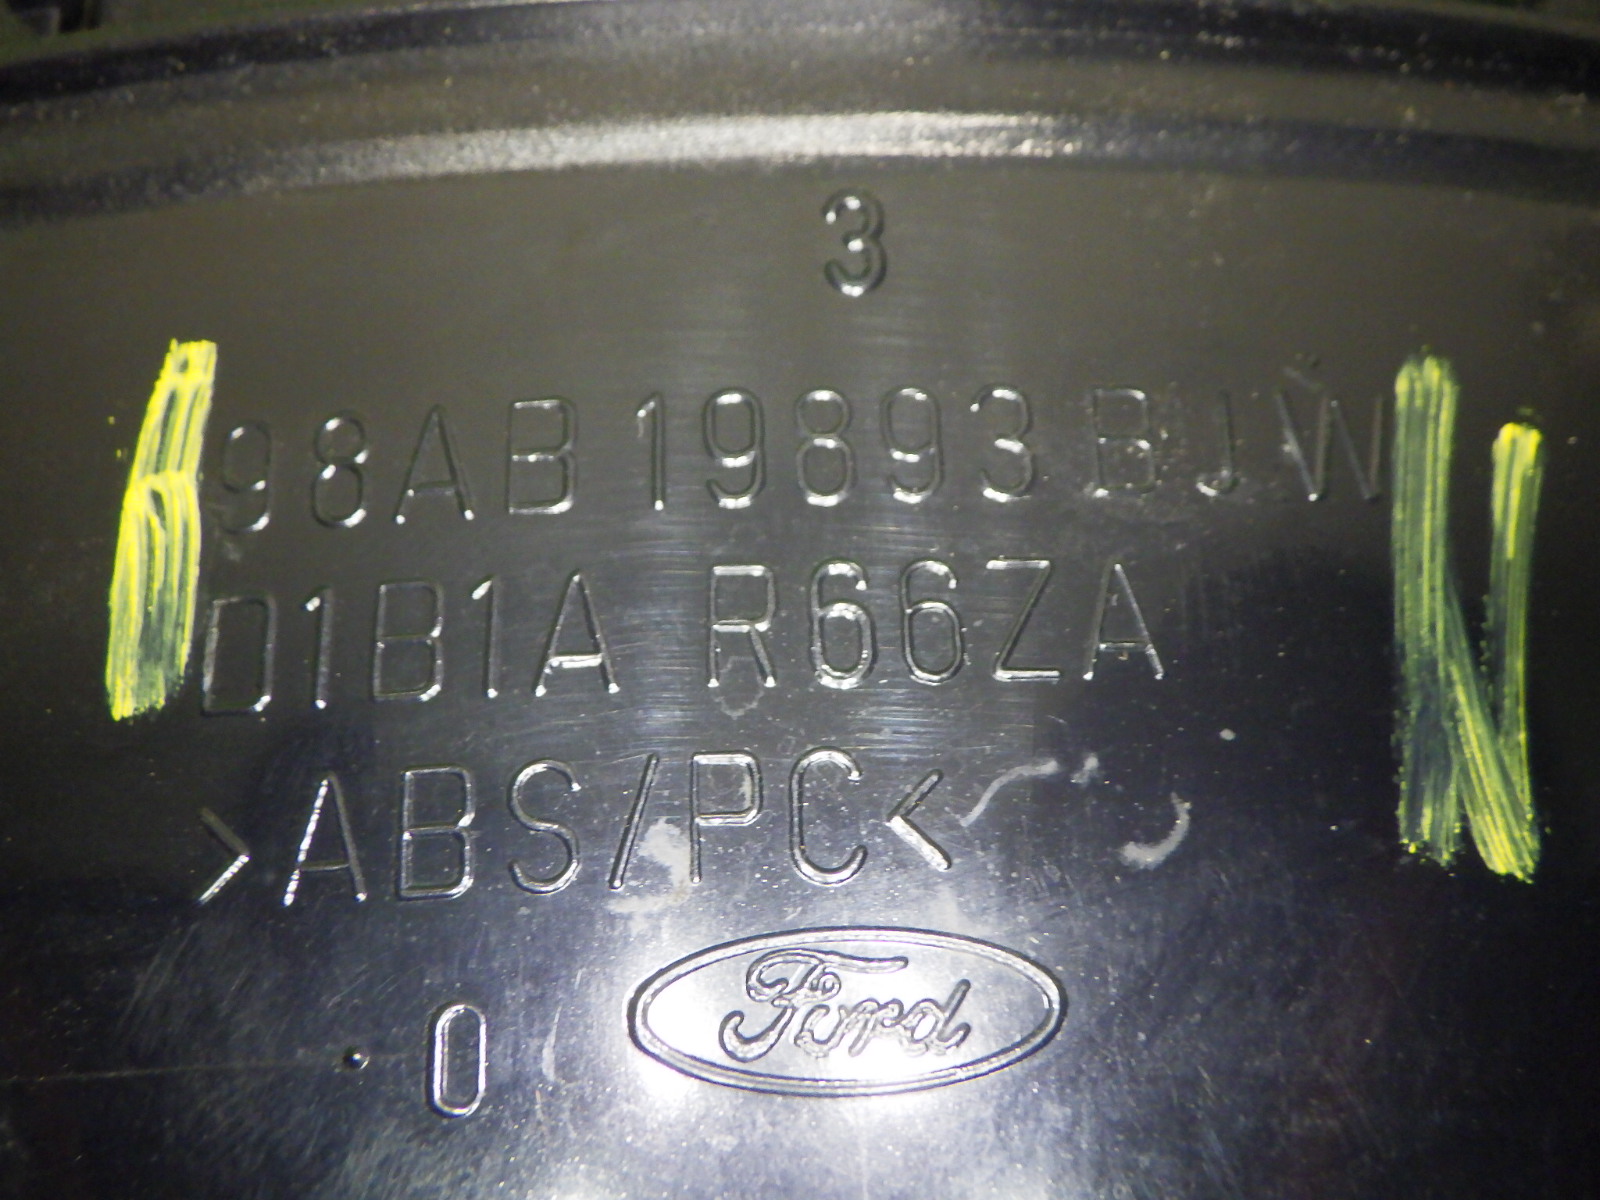 3
98AB 19893 BJW
D1B1A R66ZA
>ABS/PC<
Ford
0